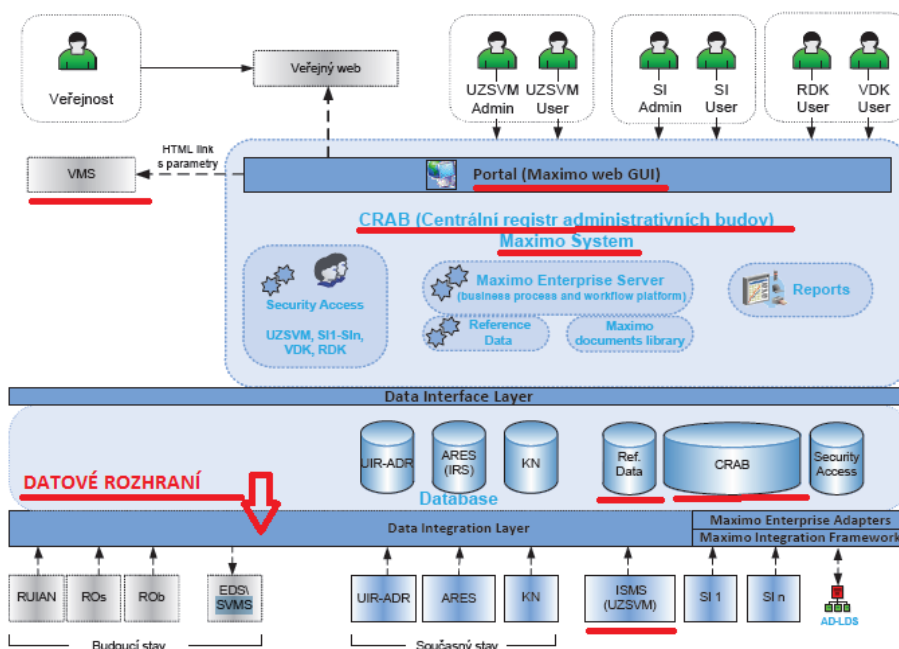 Veřejnost
Veřejný web
UZSVM
Admin
UZSVM
User
SI
Admin
SI
User
RDK
User
VDK
User
HTML link
s parametry
VMS
Portal (Maximo web GUI)
CRAB (Centrální registr administrativních budov)
Maximo System
Security Access
UZSVM, SI1-SIn,
VDK, RDK
Maximo Enterprise Server
(business process and workflow platform)
Reference
Data
Maximo
documents library
Reports
Data Interface Layer
UIR-ADR
ARES
(IRS)
KN
Ref.
Data
CRAB
Security
Access
DATOVÉ ROZHRANÍ
Database
Data Integration Layer
Maximo Enterprise Adapters
Maximo Integration Framework
RUIAN
ROs
ROb
EDS\
SVMS
UIR-ADR
ARES
KN
ISMS
(UZSVM)
SI 1
SI n
AD-LDS
Budoucí stav
Současný stav